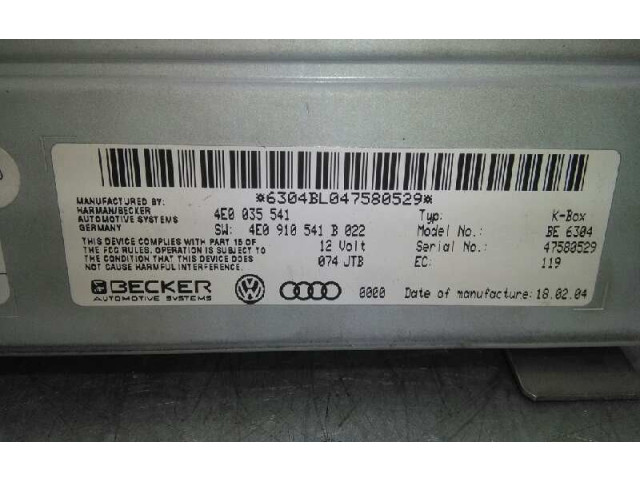 *6304BL047580529*
MANUFACTURED BY:
HARMAN/BECKER
AUTOMOTIVE SYSTEMS
GERMANY
4E0 035 541
SW: 4E0 910 541 B 022
12 Volt
074 JTB
THIS DEVICE COMPLIES WITH PART 15 OF
THE FCC RULES. OPERATION IS SUBJECT TO
THE CONDITION THAT THIS DEVICE DOES
NOT CAUSE HARMFUL INTERFERENCE.
Typ: K-Box
Model No.: BE 6304
Serial No.: 47580529
EC: 119
BECKER
AUTOMOTIVE SYSTEMS
0000
Date of manufacture: 18.02.04